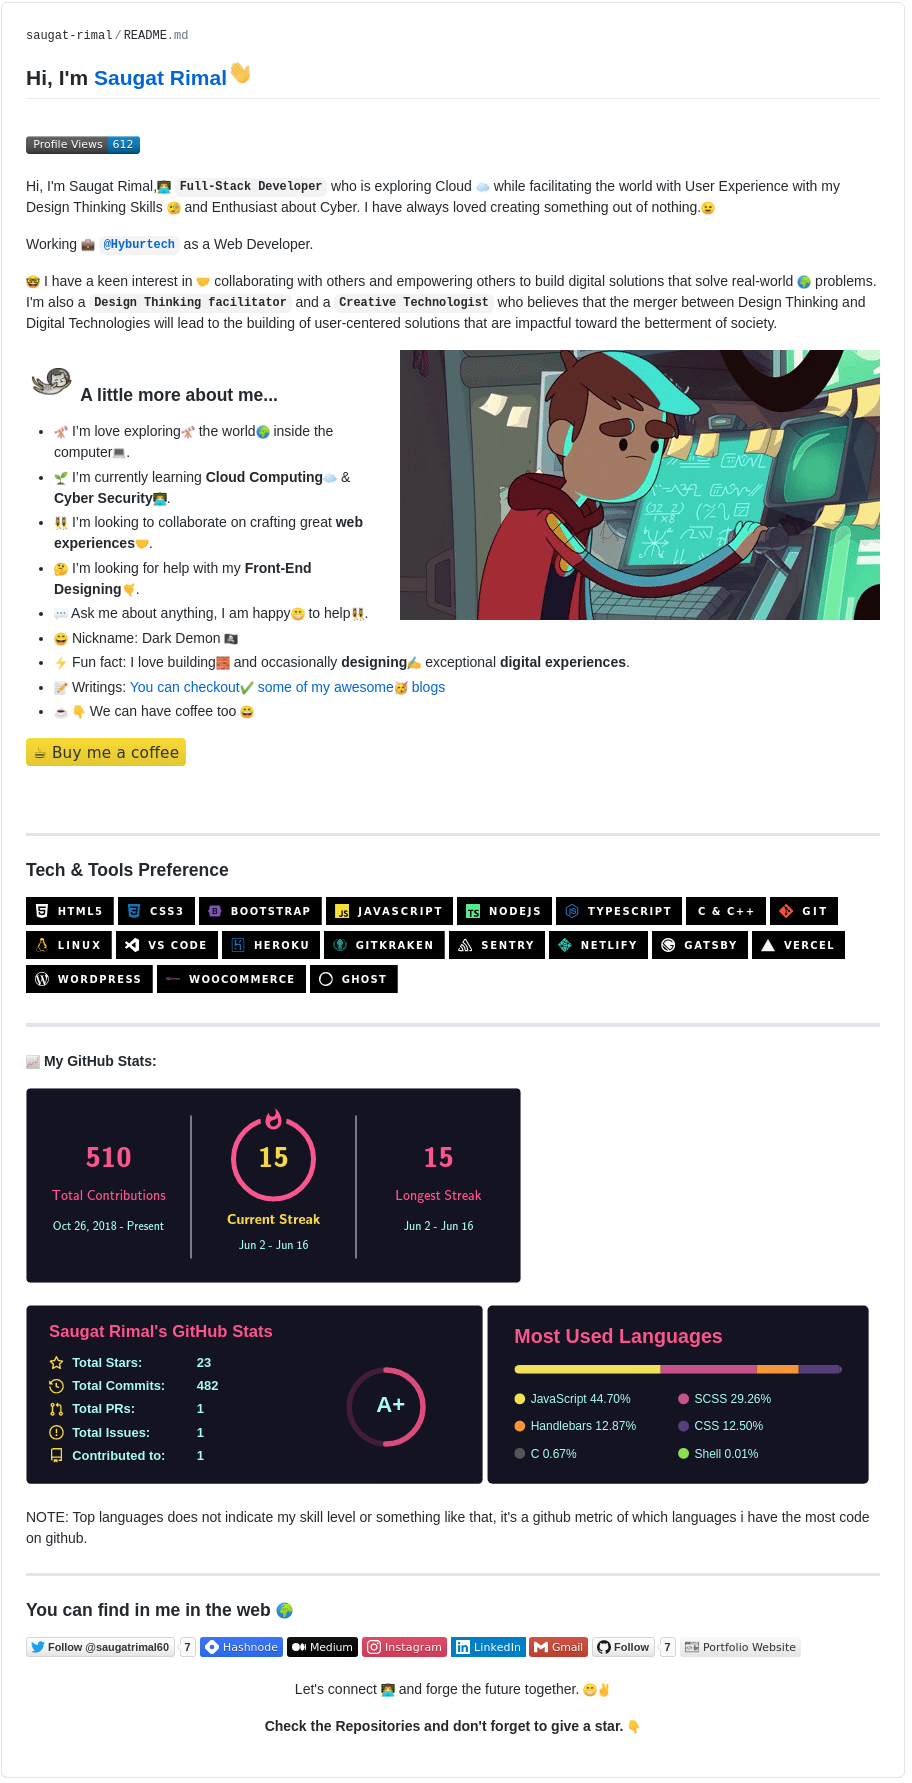 saugat-rimal / README.md
Hi, I'm Saugat Rimal👋
Profile Views 612
Hi, I'm Saugat Rimal,👨‍💻 Full-Stack Developer who is exploring Cloud ☁️ while facilitating the world with User Experience with my
Design Thinking Skills 🧐 and Enthusiast about Cyber. I have always loved creating something out of nothing.😉
Working 💼 @Hyburtech as a Web Developer.
🤓 I have a keen interest in 🤝 collaborating with others and empowering others to build digital solutions that solve real-world 🌍 problems.
I'm also a Design Thinking facilitator and a Creative Technologist who believes that the merger between Design Thinking and
Digital Technologies will lead to the building of user-centered solutions that are impactful toward the betterment of society.
A little more about me...
🔭 I'm love exploring🔭 the world🌍 inside the
computer💻.
🌱 I'm currently learning Cloud Computing☁️ &
Cyber Security👨‍💻.
👯 I'm looking to collaborate on crafting great web
experiences🤝.
🤔 I'm looking for help with my Front-End
Designing🤙.
💬 Ask me about anything, I am happy😁 to help👯.
😄 Nickname: Dark Demon 🏴‍☠️
⚡ Fun fact: I love building🧱 and occasionally designing✍️ exceptional digital experiences.
📝 Writings: You can checkout✅ some of my awesome🥳 blogs
☕ 👇 We can have coffee too 😄
☕ Buy me a coffee
Tech & Tools Preference
HTML5 CSS3 BOOTSTRAP JAVASCRIPT NODEJS TYPESCRIPT C & C++ GIT
LINUX VS CODE HEROKU GITKRAKEN SENTRY NETLIFY GATSBY VERCEL
WORDPRESS WOOCOMMERCE GHOST
📈 My GitHub Stats:
510 15 15
Total Contributions Current Streak Longest Streak
Oct 26, 2018 - Present Jun 2 - Jun 16 Jun 2 - Jun 16
Saugat Rimal's GitHub Stats
Total Stars: 23
Total Commits: 482
Total PRs: 1
Total Issues: 1
Contributed to: 1
A+
Most Used Languages
JavaScript 44.70% SCSS 29.26%
Handlebars 12.87% CSS 12.50%
C 0.67% Shell 0.01%
NOTE: Top languages does not indicate my skill level or something like that, it's a github metric of which languages i have the most code
on github.
You can find in me in the web 🌍
Follow @saugatrimal60 7 Hashnode Medium Instagram LinkedIn Gmail Follow 7 Portfolio Website
Let's connect 👨‍💻 and forge the future together. 😁✌️
Check the Repositories and don't forget to give a star. 👇